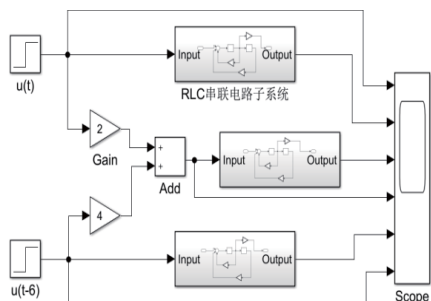 Input Output
u(t)
RLC串联电路子系统
2
Gain
+
+
Add
Input Output
4
Input Output
u(t-6)
Scope